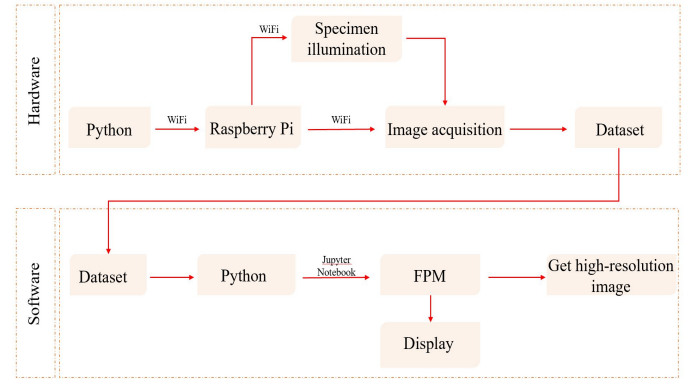 Hardware
WiFi
Specimen
illumination
Python
WiFi
Raspberry Pi
WiFi
Image acquisition
Dataset
Software
Dataset
Python
Jupyter
Notebook
FPM
Get high-resolution
image
Display